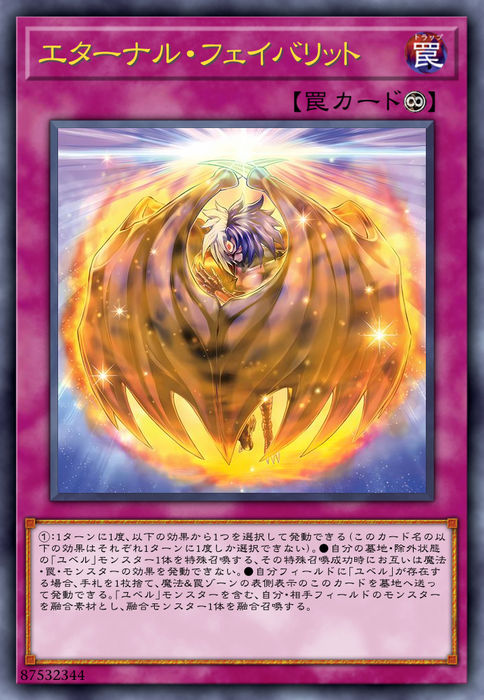 エターナル・フェイバリット
トラップ
罠
【罠カード】
①:1ターンに1度、以下の効果から1つを選択して発動できる(このカード名の以
下の効果はそれぞれ1ターンに1度しか選択できない)。●自分の墓地・除外状態
の「ユベル」モンスター1体を特殊召喚する。その特殊召喚成功時にお互いは魔法
・罠・モンスターの効果を発動できない。●自分フィールドに「ユベル」が存在す
る場合、手札を1枚捨て、魔法&罠ゾーンの表側表示のこのカードを墓地へ送っ
て発動できる。「ユベル」モンスターを含む、自分・相手フィールドのモンスター
を融合素材とし、融合モンスター1体を融合召喚する。
87532344